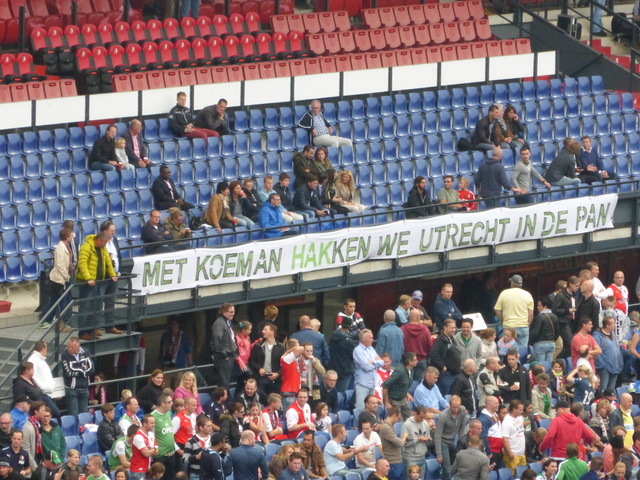 MET KOEMAN HAKKEN WE UTRECHT IN DE PAN